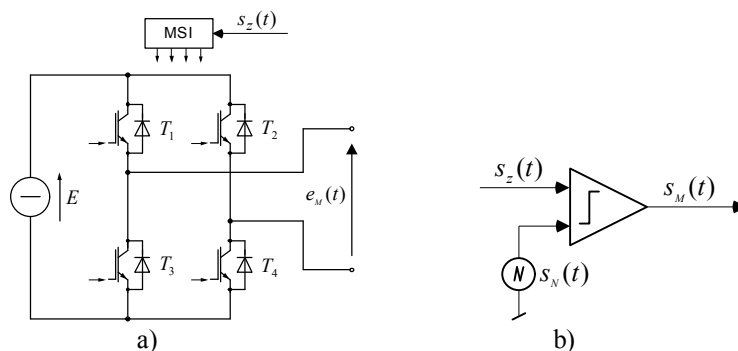 MSI
s_z(t)
T_1
T_2
E
e_M(t)
T_3
T_4
a)
s_z(t)
s_M(t)
N
s_N(t)
b)